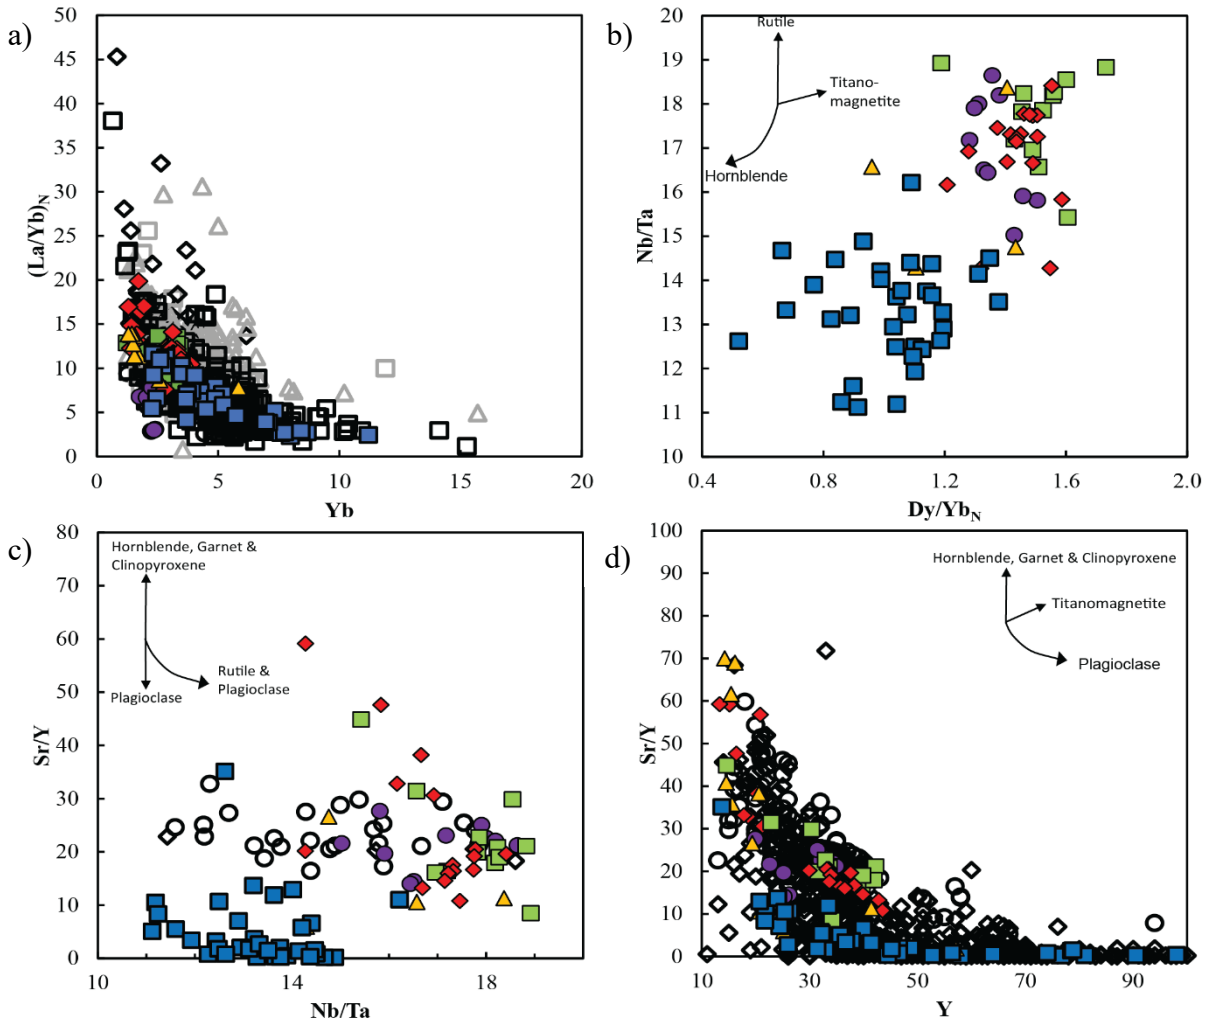 a)
50
45
40
35
30
25
20
15
10
5
0
(La/Yb)N
0 5 10 15 20
Yb
b)
20
19
18
17
16
15
14
13
12
11
10
Nb/Ta
Rutile
Titano-
magnetite
Hornblende
0.4 0.8 1.2 1.6 2.0
Dy/YbN
c)
80
70
60
50
40
30
20
10
0
Sr/Y
Hornblende, Garnet &
Clinopyroxene
Rutile &
Plagioclase
Plagioclase
10 14 18
Nb/Ta
d)
100
90
80
70
60
50
40
30
20
10
0
Sr/Y
Hornblende, Garnet & Clinopyroxene
Titanomagnetite
Plagioclase
10 30 50 70 90
Y